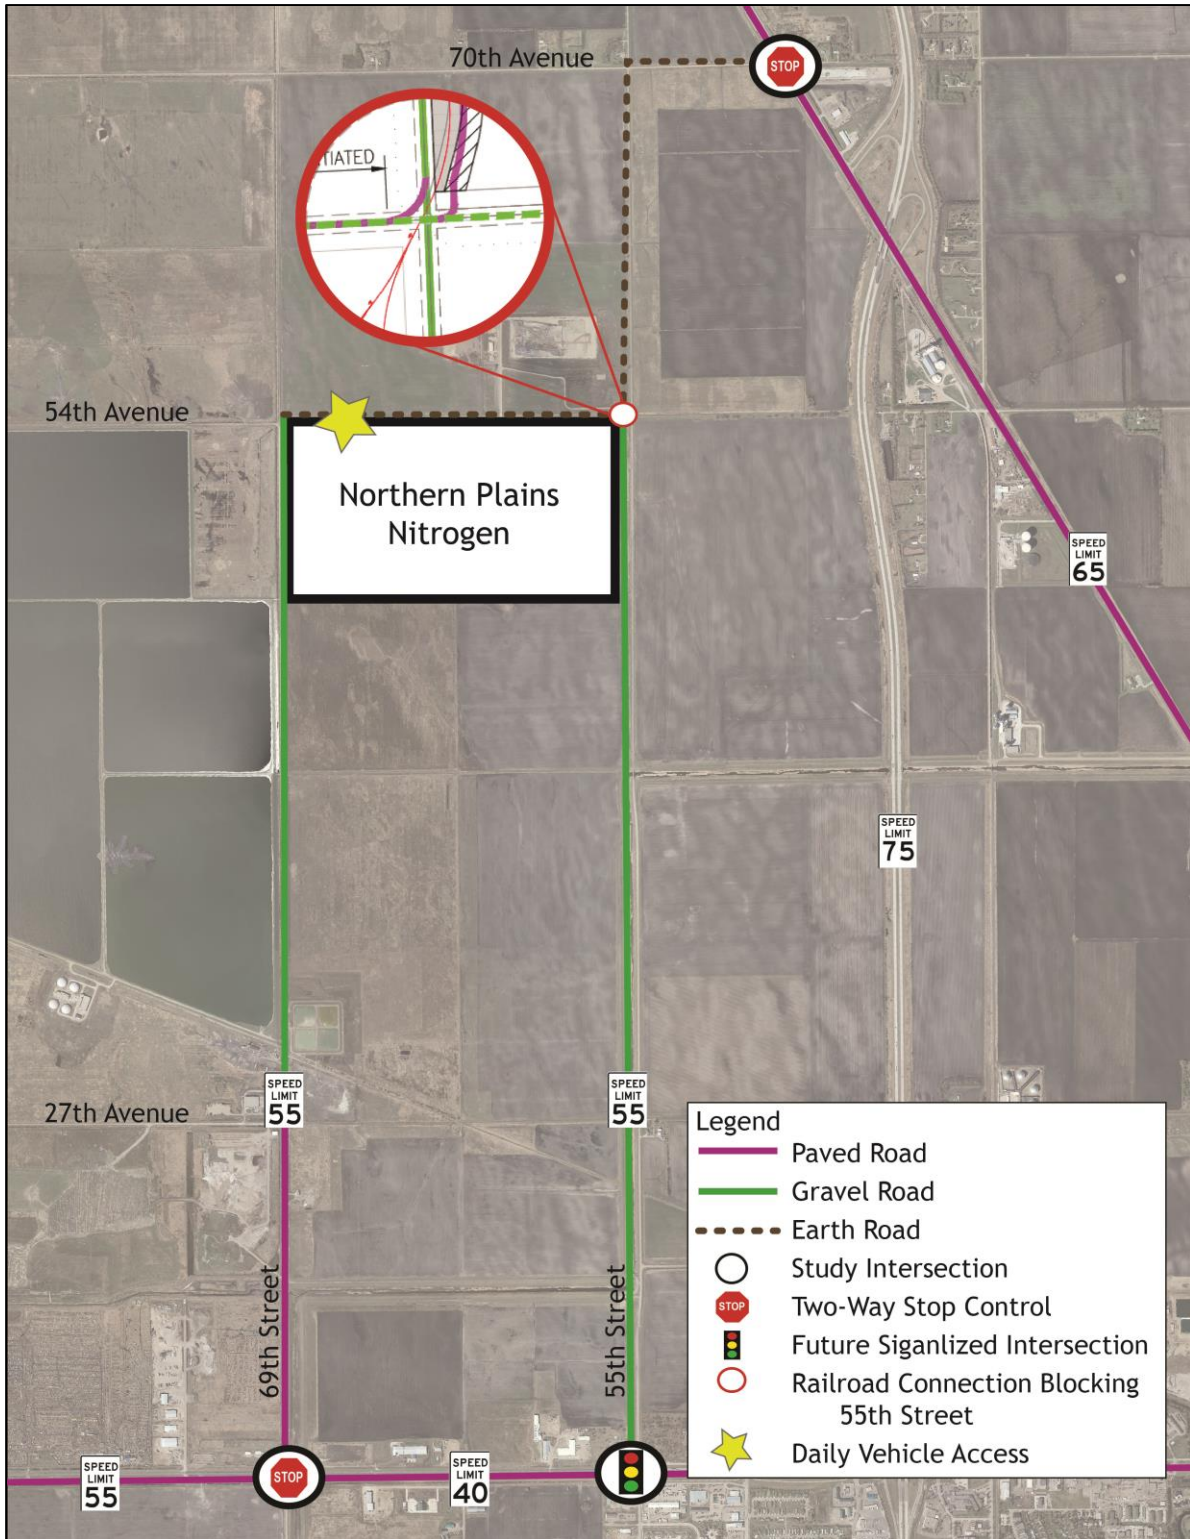 70th Avenue
STOP
TIATED
54th Avenue
Northern Plains
Nitrogen
SPEED
LIMIT
65
SPEED
LIMIT
75
27th Avenue
SPEED
LIMIT
55
SPEED
LIMIT
55
69th Street
55th Street
Legend
Paved Road
Gravel Road
Earth Road
Study Intersection
STOP
Two-Way Stop Control
Future Siganlized Intersection
Railroad Connection Blocking
55th Street
Daily Vehicle Access
SPEED
LIMIT
55
STOP
SPEED
LIMIT
40